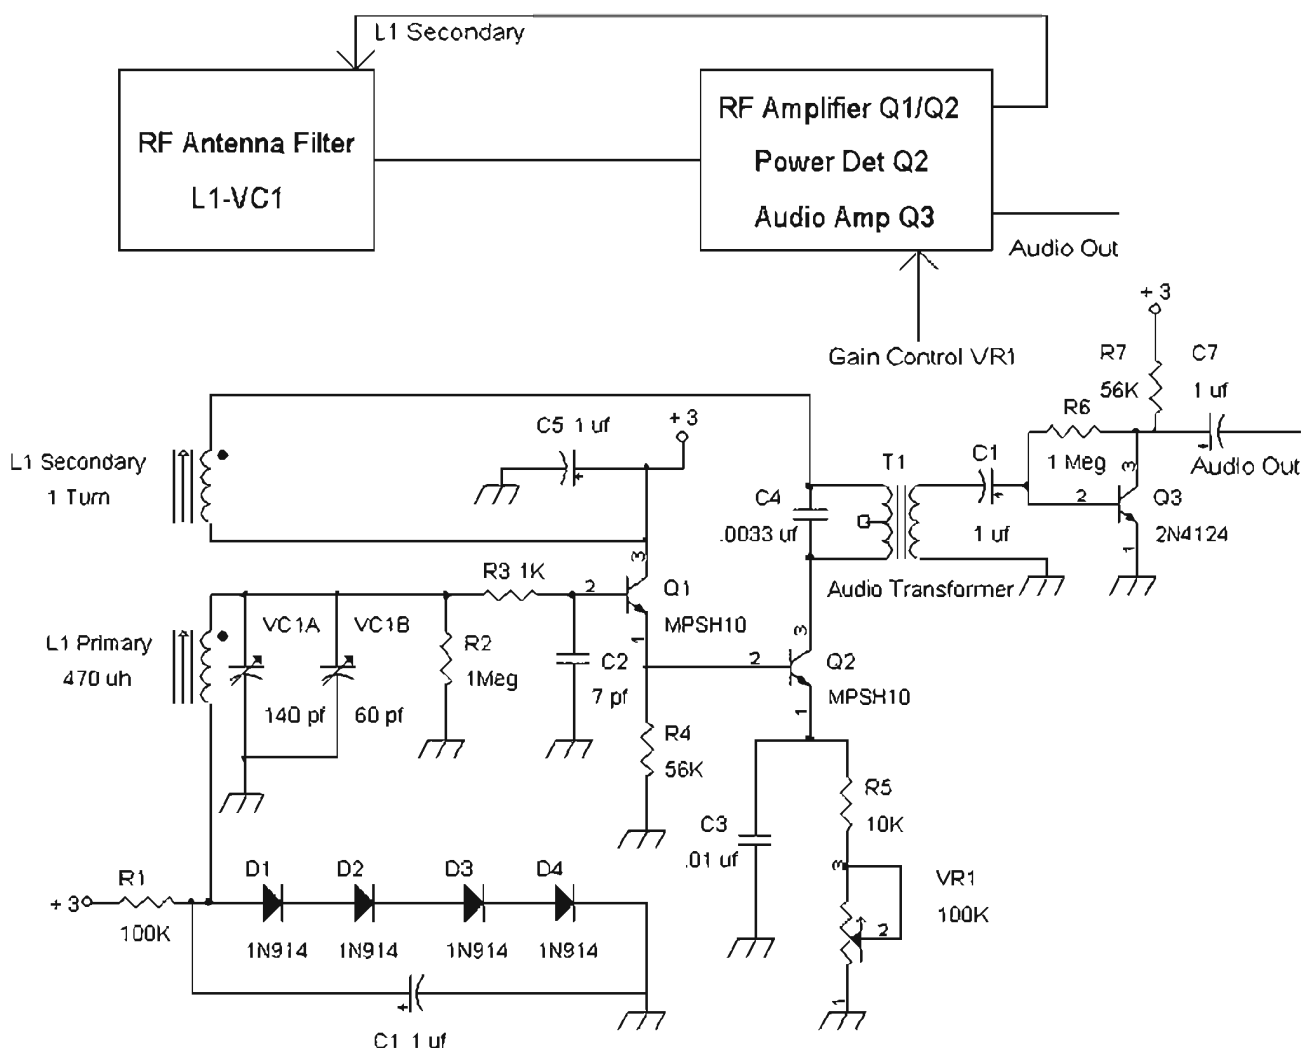 L1 Secondary
RF Antenna Filter
L1-VC1
RF Amplifier Q1/Q2
Power Det Q2
Audio Amp Q3
Audio Out
Gain Control VR1
+ 3
R7
56K
C7
1 uf
R6
1 Meg
Audio Out
C5 1 uf
+ 3
L1 Secondary
1 Turn
T1
C1
1 uf
3
2
1
Q3
2N4124
C4
.0033 uf
Audio Transformer
R3 1K
2
3
1
Q1
MPSH10
L1 Primary
470 uh
VC1A
140 pf
VC1B
60 pf
R2
1Meg
C2
7 pf
2
3
1
Q2
MPSH10
R4
56K
C3
.01 uf
R5
10K
3
2
1
VR1
100K
+ 3
R1
100K
D1
1N914
D2
1N914
D3
1N914
D4
1N914
C1 1 uf